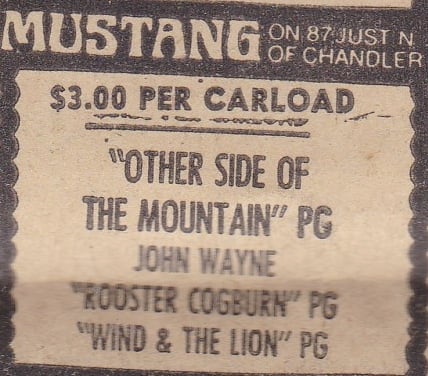 MUSTANG ON 87 JUST N.
OF CHANDLER
$3.00 PER CARLOAD
"OTHER SIDE OF
THE MOUNTAIN" PG
JOHN WAYNE
"ROOSTER COGBURN" PG
"WIND & THE LION" PG